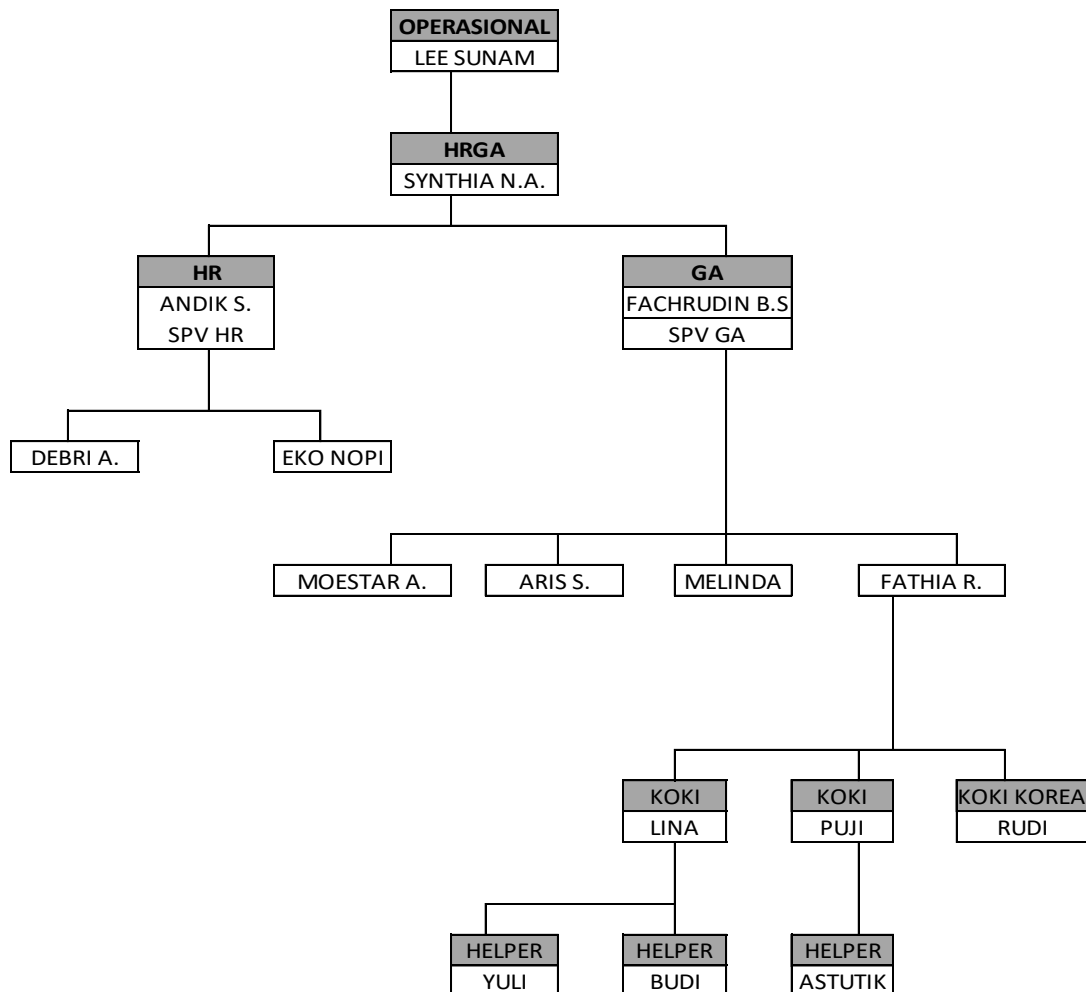 OPERASIONAL
LEE SUNAM
HRGA
SYNTHIA N.A.
HR
ANDIK S.
SPV HR
GA
FACHRUDIN B.S
SPV GA
DEBRI A.
EKO NOPI
MOESTAR A.
ARIS S.
MELINDA
FATHIA R.
KOKI
LINA
KOKI
PUJI
KOKI KOREA
RUDI
HELPER
YULI
HELPER
BUDI
HELPER
ASTUTIK